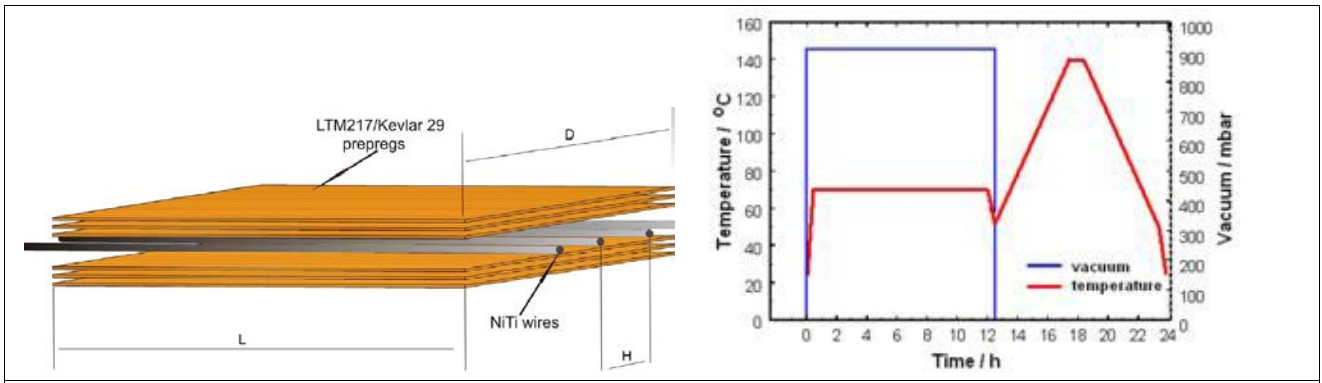 LTM217/Kevlar 29
prepregs
D
NiTi wires
L
H
160
140
120
100
80
60
40
20
0
Temperature / °C
1000
900
800
700
600
500
400
300
200
100
0
Vacuum / mbar
vacuum
temperature
0 2 4 6 8 10 12 14 16 18 20 22 24
Time / h